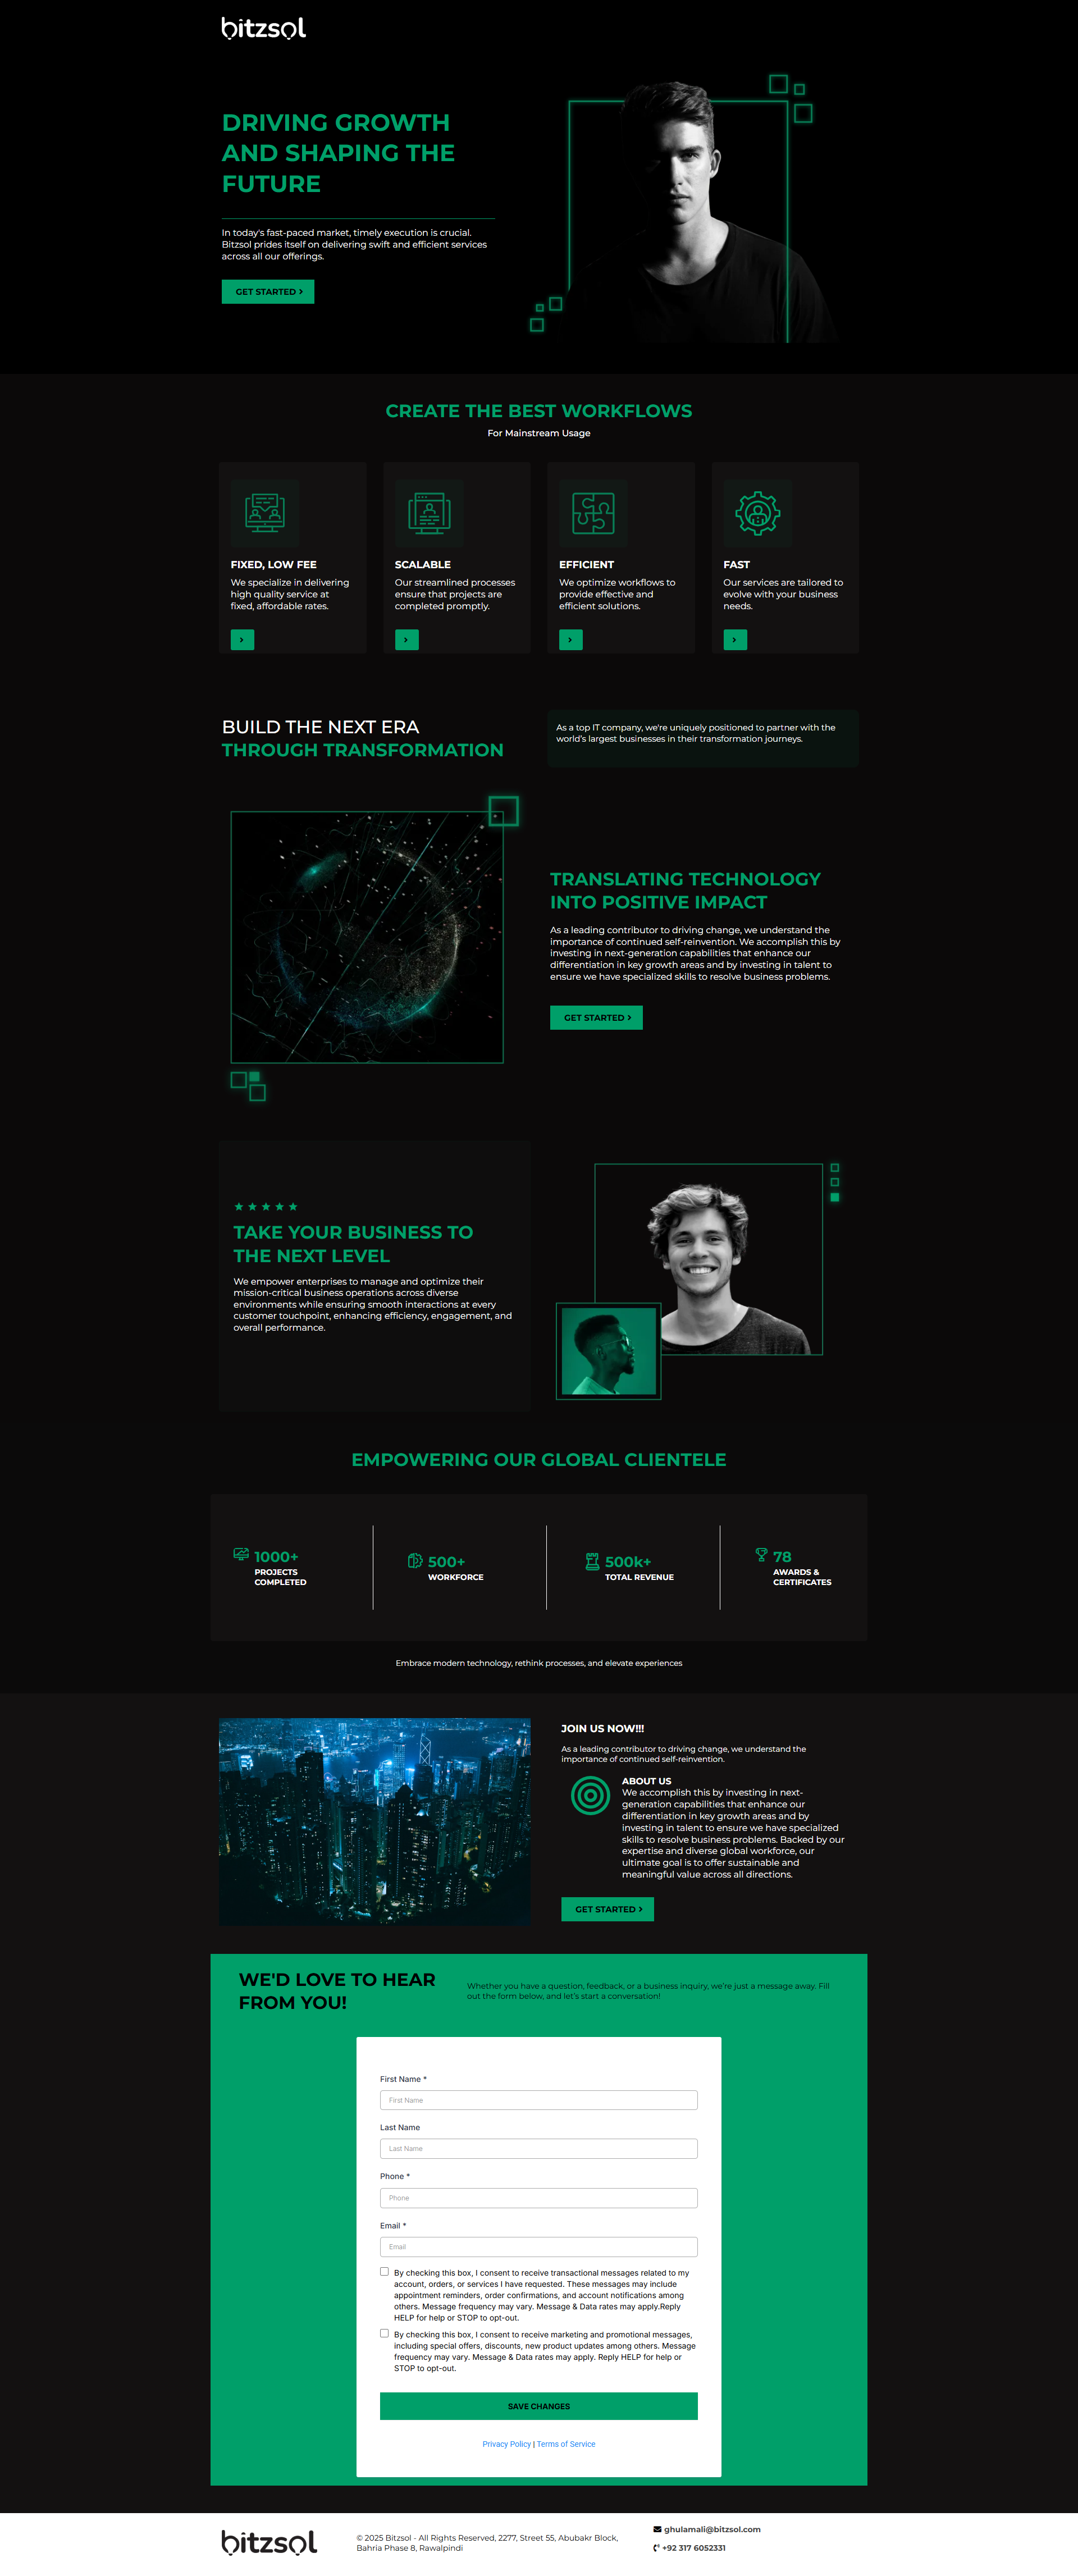 bitzsol
DRIVING GROWTH
AND SHAPING THE
FUTURE
In today's fast-paced market, timely execution is crucial.
Bitzsol prides itself on delivering swift and efficient services
across all our offerings.
GET STARTED
CREATE THE BEST WORKFLOWS
For Mainstream Usage
FIXED, LOW FEE
We specialize in delivering
high quality service at
fixed, affordable rates.
SCALABLE
Our streamlined processes
ensure that projects are
completed promptly.
EFFICIENT
We optimize workflows to
provide effective and
efficient solutions.
FAST
Our services are tailored to
evolve with your business
needs.
BUILD THE NEXT ERA
THROUGH TRANSFORMATION
As a top IT company, we're uniquely positioned to partner with the
world's largest businesses in their transformation journeys.
TRANSLATING TECHNOLOGY
INTO POSITIVE IMPACT
As a leading contributor to driving change, we understand the
importance of continued self-reinvention. We accomplish this by
investing in next-generation capabilities that enhance our
differentiation in key growth areas and by investing in talent to
ensure we have specialized skills to resolve business problems.
GET STARTED
TAKE YOUR BUSINESS TO
THE NEXT LEVEL
We empower enterprises to manage and optimize their
mission-critical business operations across diverse
environments while ensuring smooth interactions at every
customer touchpoint, enhancing efficiency, engagement, and
overall performance.
EMPOWERING OUR GLOBAL CLIENTELE
1000+
PROJECTS
COMPLETED
500+
WORKFORCE
500k+
TOTAL REVENUE
78
AWARDS &
CERTIFICATES
Embrace modern technology, rethink processes, and elevate experiences
JOIN US NOW!!!
As a leading contributor to driving change, we understand the
importance of continued self-reinvention.
ABOUT US
We accomplish this by investing in next-
generation capabilities that enhance our
differentiation in key growth areas and by
investing in talent to ensure we have specialized
skills to resolve business problems. Backed by our
expertise and diverse global workforce, our
ultimate goal is to offer sustainable and
meaningful value across all directions.
GET STARTED
WE'D LOVE TO HEAR
FROM YOU!
Whether you have a question, feedback, or a business inquiry, we're just a message away. Fill
out the form below, and let's start a conversation!
First Name *
First Name
Last Name
Last Name
Phone *
Phone
Email *
Email
By checking this box, I consent to receive transactional messages related to my
account, orders, or services I have requested. These messages may include
appointment reminders, order confirmations, and account notifications among
others. Message frequency may vary. Message & Data rates may apply.Reply
HELP for help or STOP to opt-out.
By checking this box, I consent to receive marketing and promotional messages,
including special offers, discounts, new product updates among others. Message
frequency may vary. Message & Data rates may apply. Reply HELP for help or
STOP to opt-out.
SAVE CHANGES
Privacy Policy | Terms of Service
bitzsol
© 2025 Bitzsol - All Rights Reserved, 2277, Street 55, Abubakr Block,
Bahria Phase 8, Rawalpindi
ghulamali@bitzsol.com
+92 317 6052331